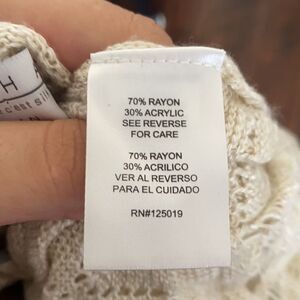 70% RAYON
30% ACRYLIC
SEE REVERSE
FOR CARE
70% RAYON
30% ACRILICO
VER AL REVERSO
PARA EL CUIDADO
RN#125019